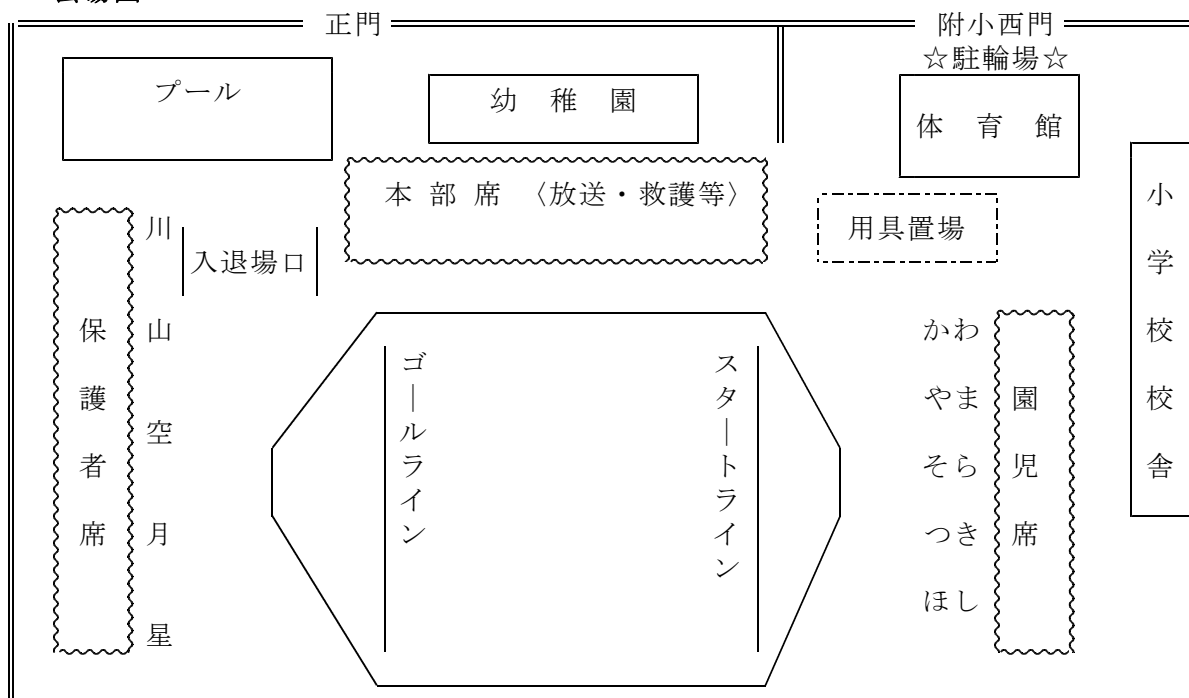 正門
附小西門
☆駐輪場☆
プール
幼稚園
体育館
本部席〈放送・救護等〉
用具置場
入退場口
小学校校舎
保護者席
川
山
空
月
星
ゴールライン
スタートライン
かわ
やま
そら
つき
ほし
園児席